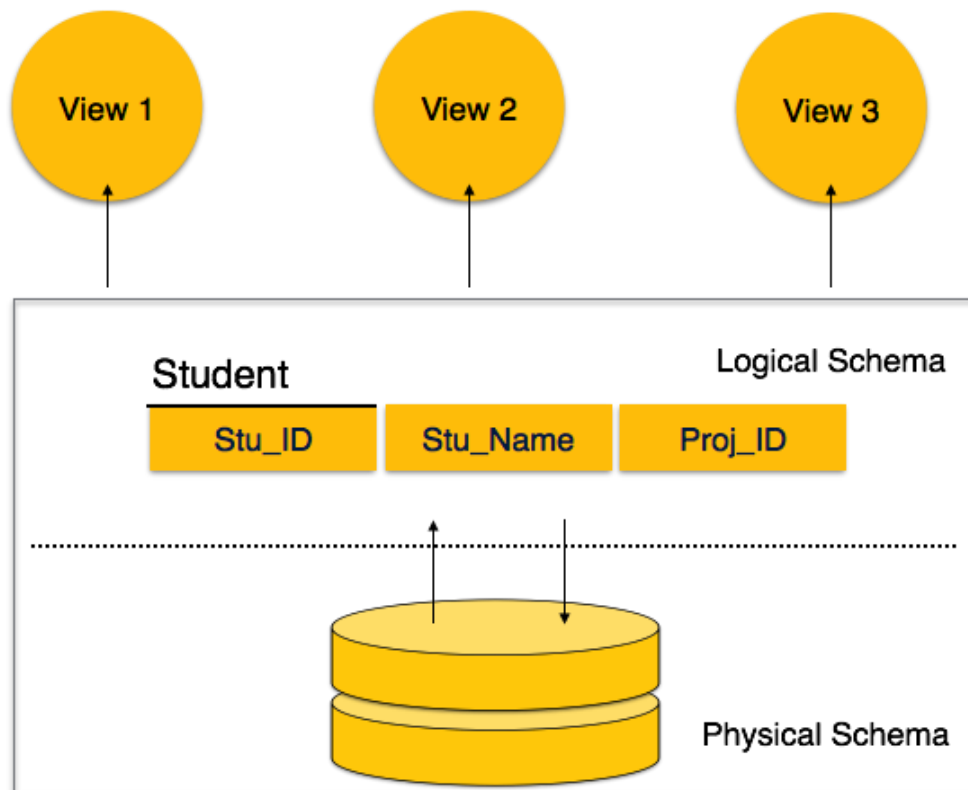 View 1
View 2
View 3
Logical Schema
Student
Stu_ID
Stu_Name
Proj_ID
Physical Schema